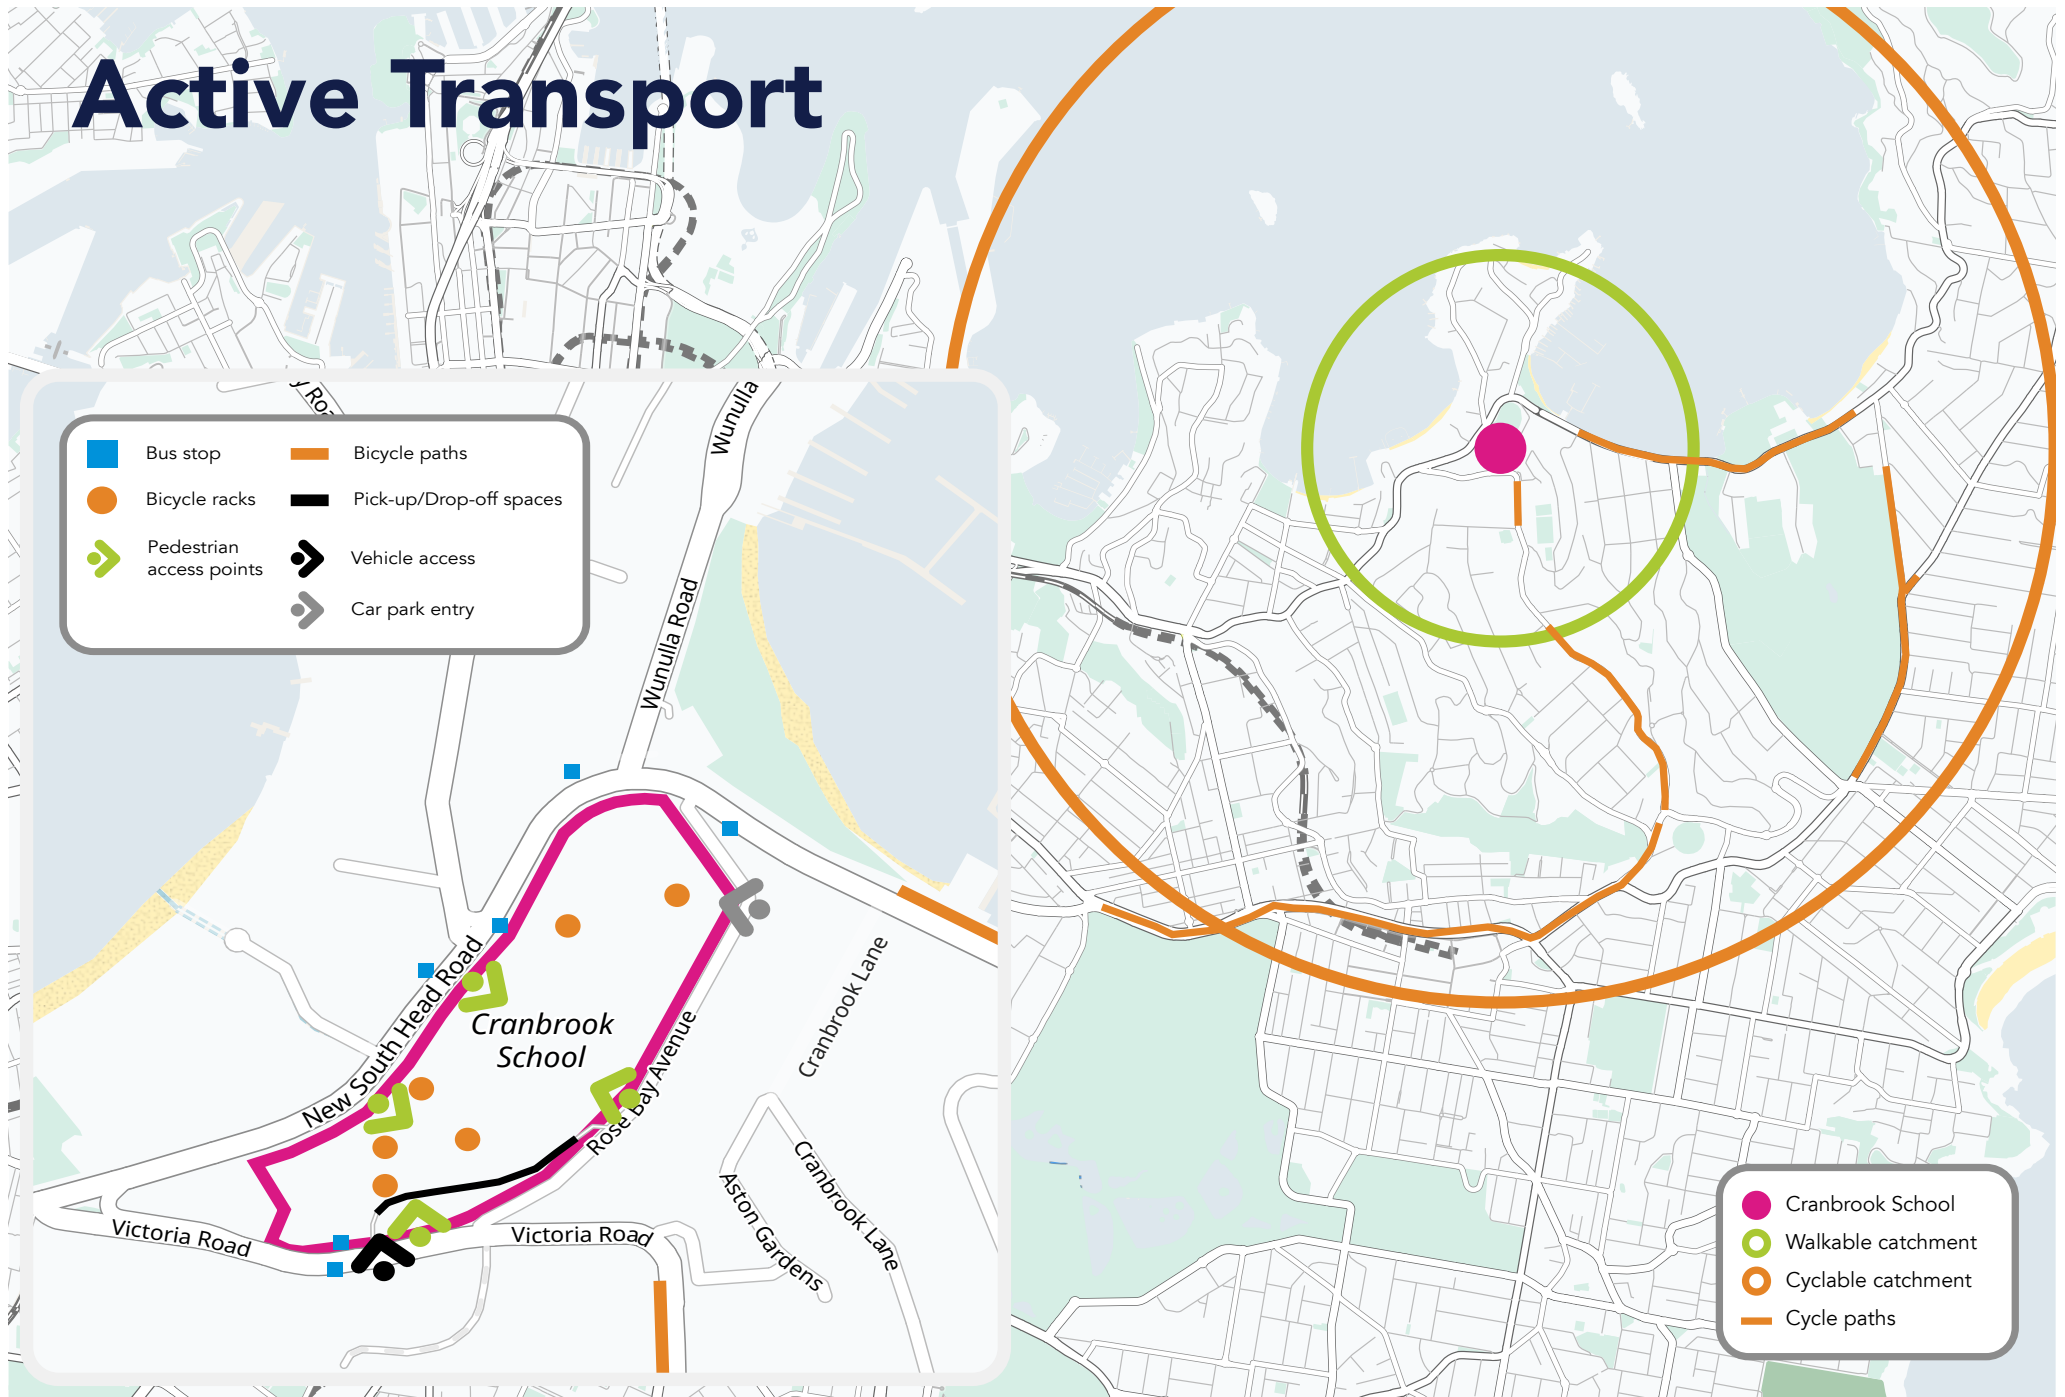 Active Transport
y Roa
Wunulla
Bus stop
Bicycle paths
Bicycle racks
Pick-up/Drop-off spaces
Pedestrian
access points
Vehicle access
Car park entry
Wunulla Road
New South Head Road
Cranbrook
School
Cranbrook Lane
Rose Bay Avenue
Victoria Road
Victoria Road
Aston Gardens
Cranbrook Lane
Cranbrook School
Walkable catchment
Cyclable catchment
Cycle paths